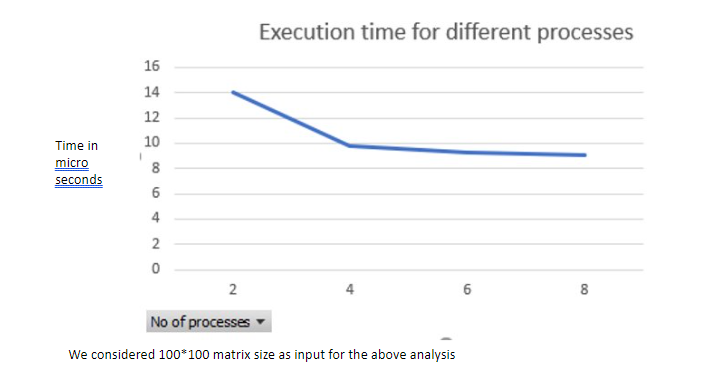 Execution time for different processes
16
14
12
10
8
6
4
2
0
Time in
micro
seconds
2 4 6 8
No of processes
We considered 100*100 matrix size as input for the above analysis